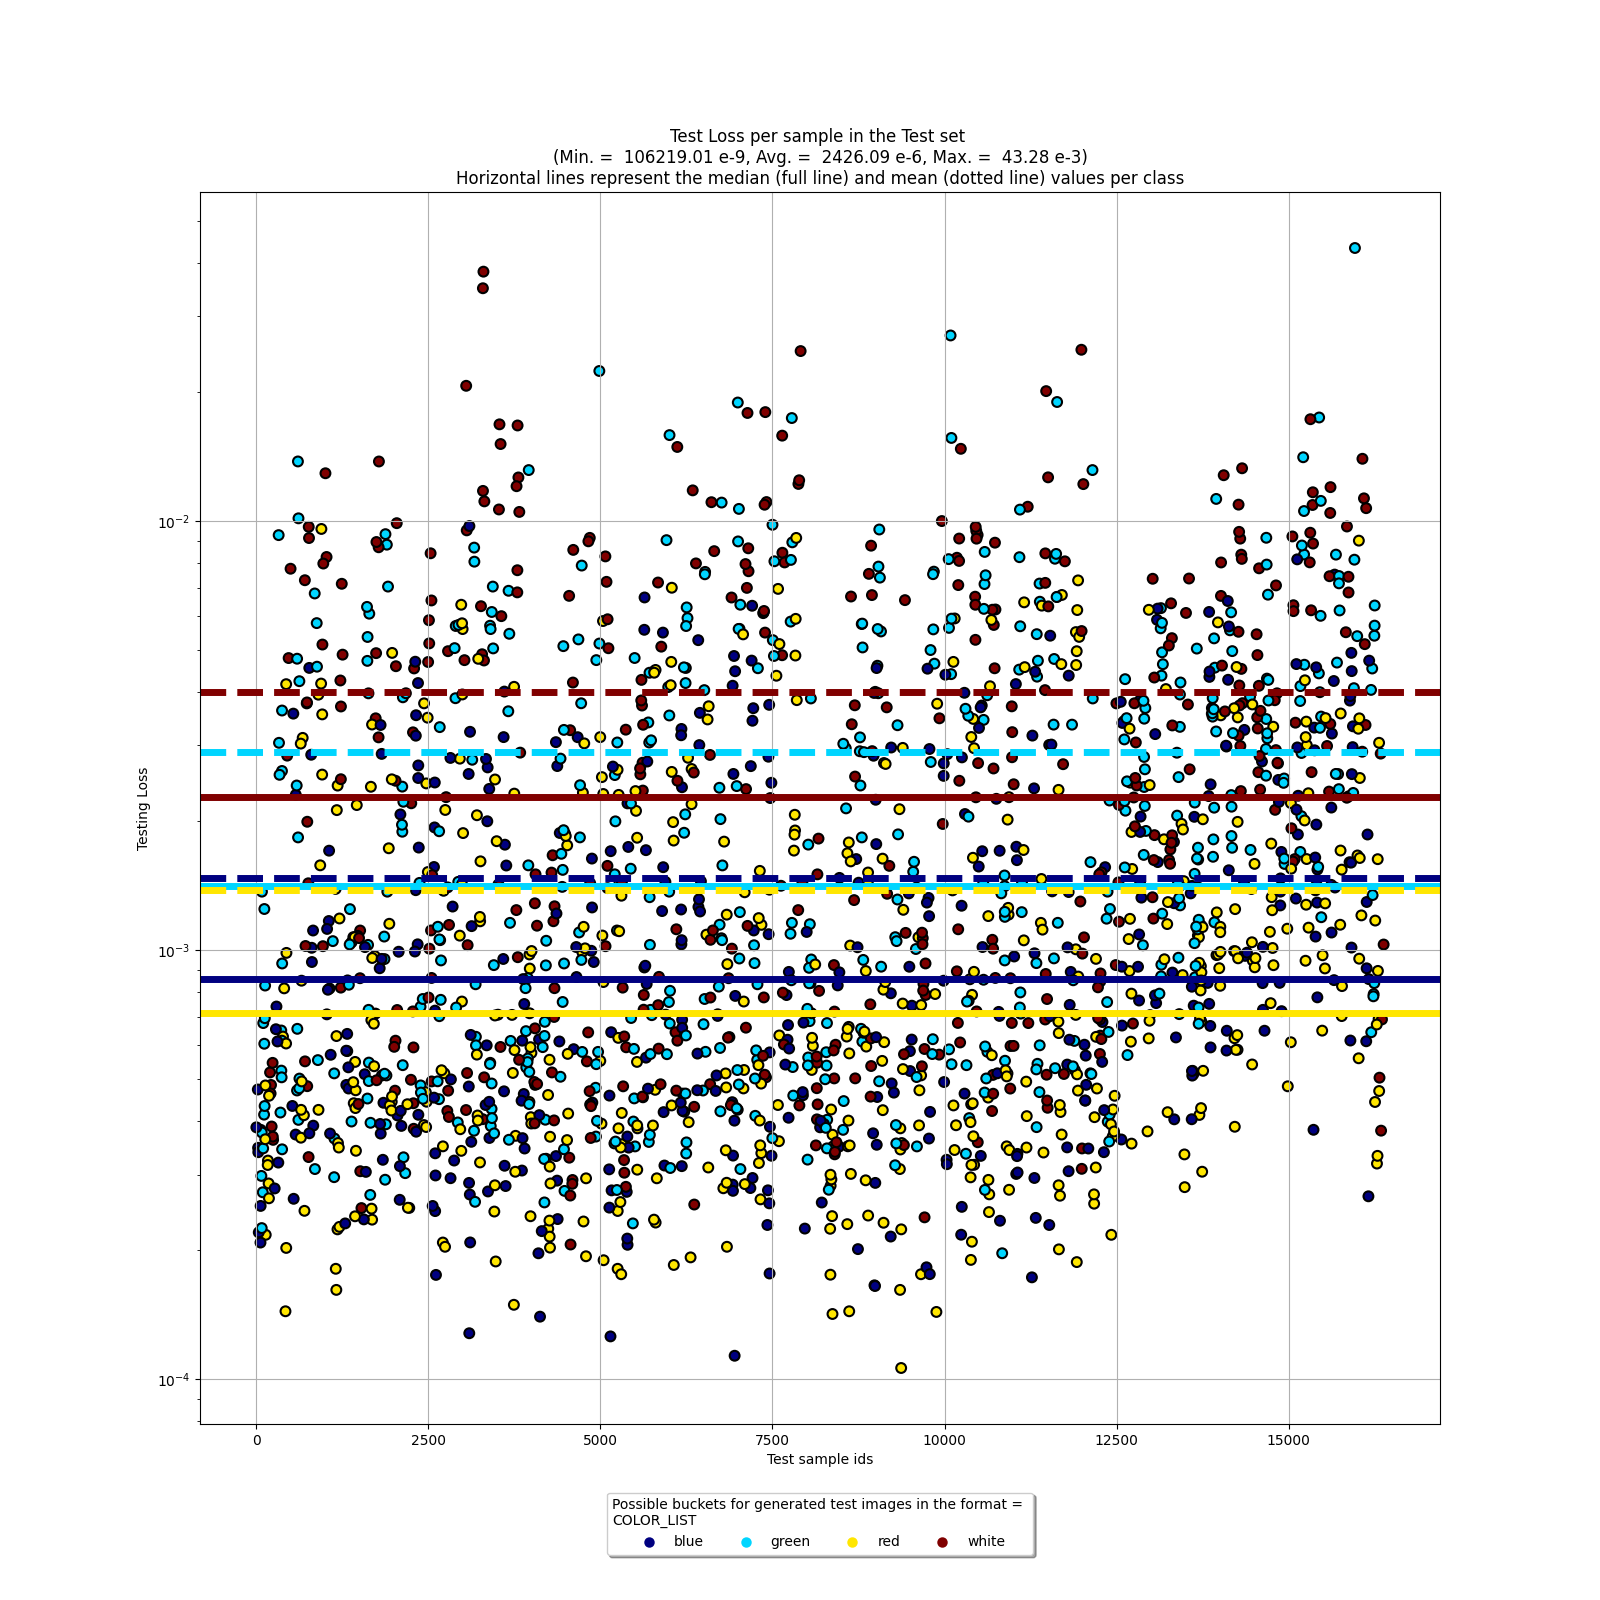 Test Loss per sample in the Test set
(Min. =  106219.01 e-9, Avg. =  2426.09 e-6, Max. =  43.28 e-3)
Horizontal lines represent the median (full line) and mean (dotted line) values per class
Testing Loss
10⁻²
10⁻³
10⁻⁴
0 2500 5000 7500 10000 12500 15000
Test sample ids
Possible buckets for generated test images in the format =
COLOR_LIST
blue green red white